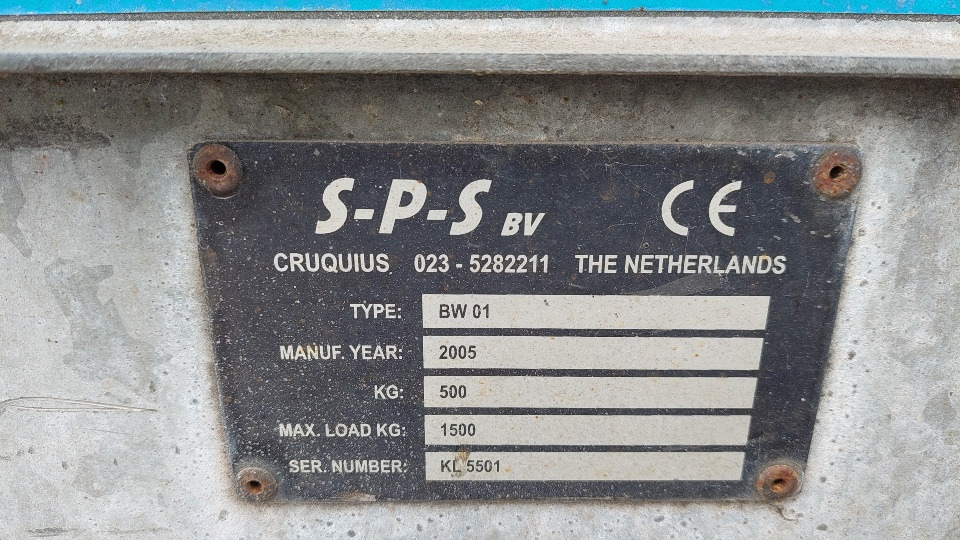 S-P-S BV CE
CRUQUIUS 023 - 5282211 THE NETHERLANDS
TYPE: BW 01
MANUF. YEAR: 2005
KG: 500
MAX. LOAD KG: 1500
SER. NUMBER: KL 5501